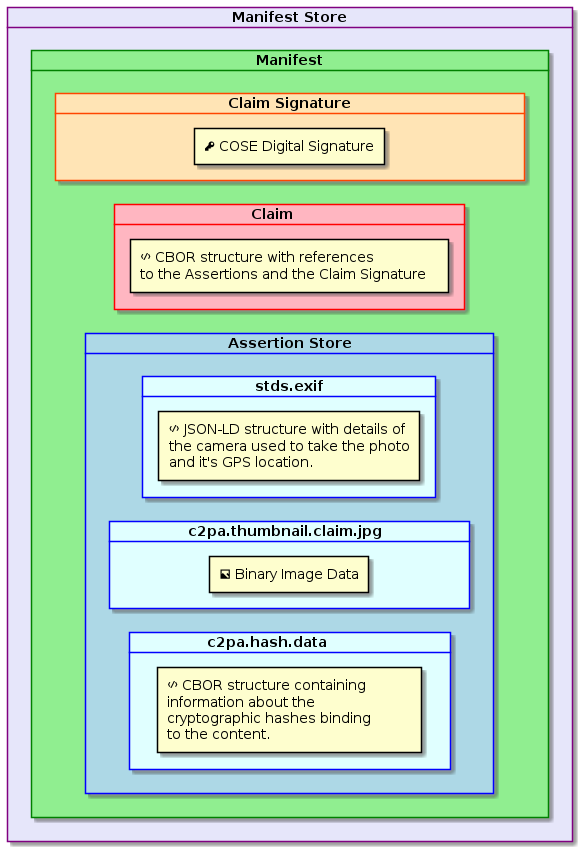 Manifest Store
Manifest
Claim Signature
COSE Digital Signature
Claim
CBOR structure with references
to the Assertions and the Claim Signature
Assertion Store
stds.exif
JSON-LD structure with details of
the camera used to take the photo
and it's GPS location.
c2pa.thumbnail.claim.jpg
Binary Image Data
c2pa.hash.data
CBOR structure containing
information about the
cryptographic hashes binding
to the content.